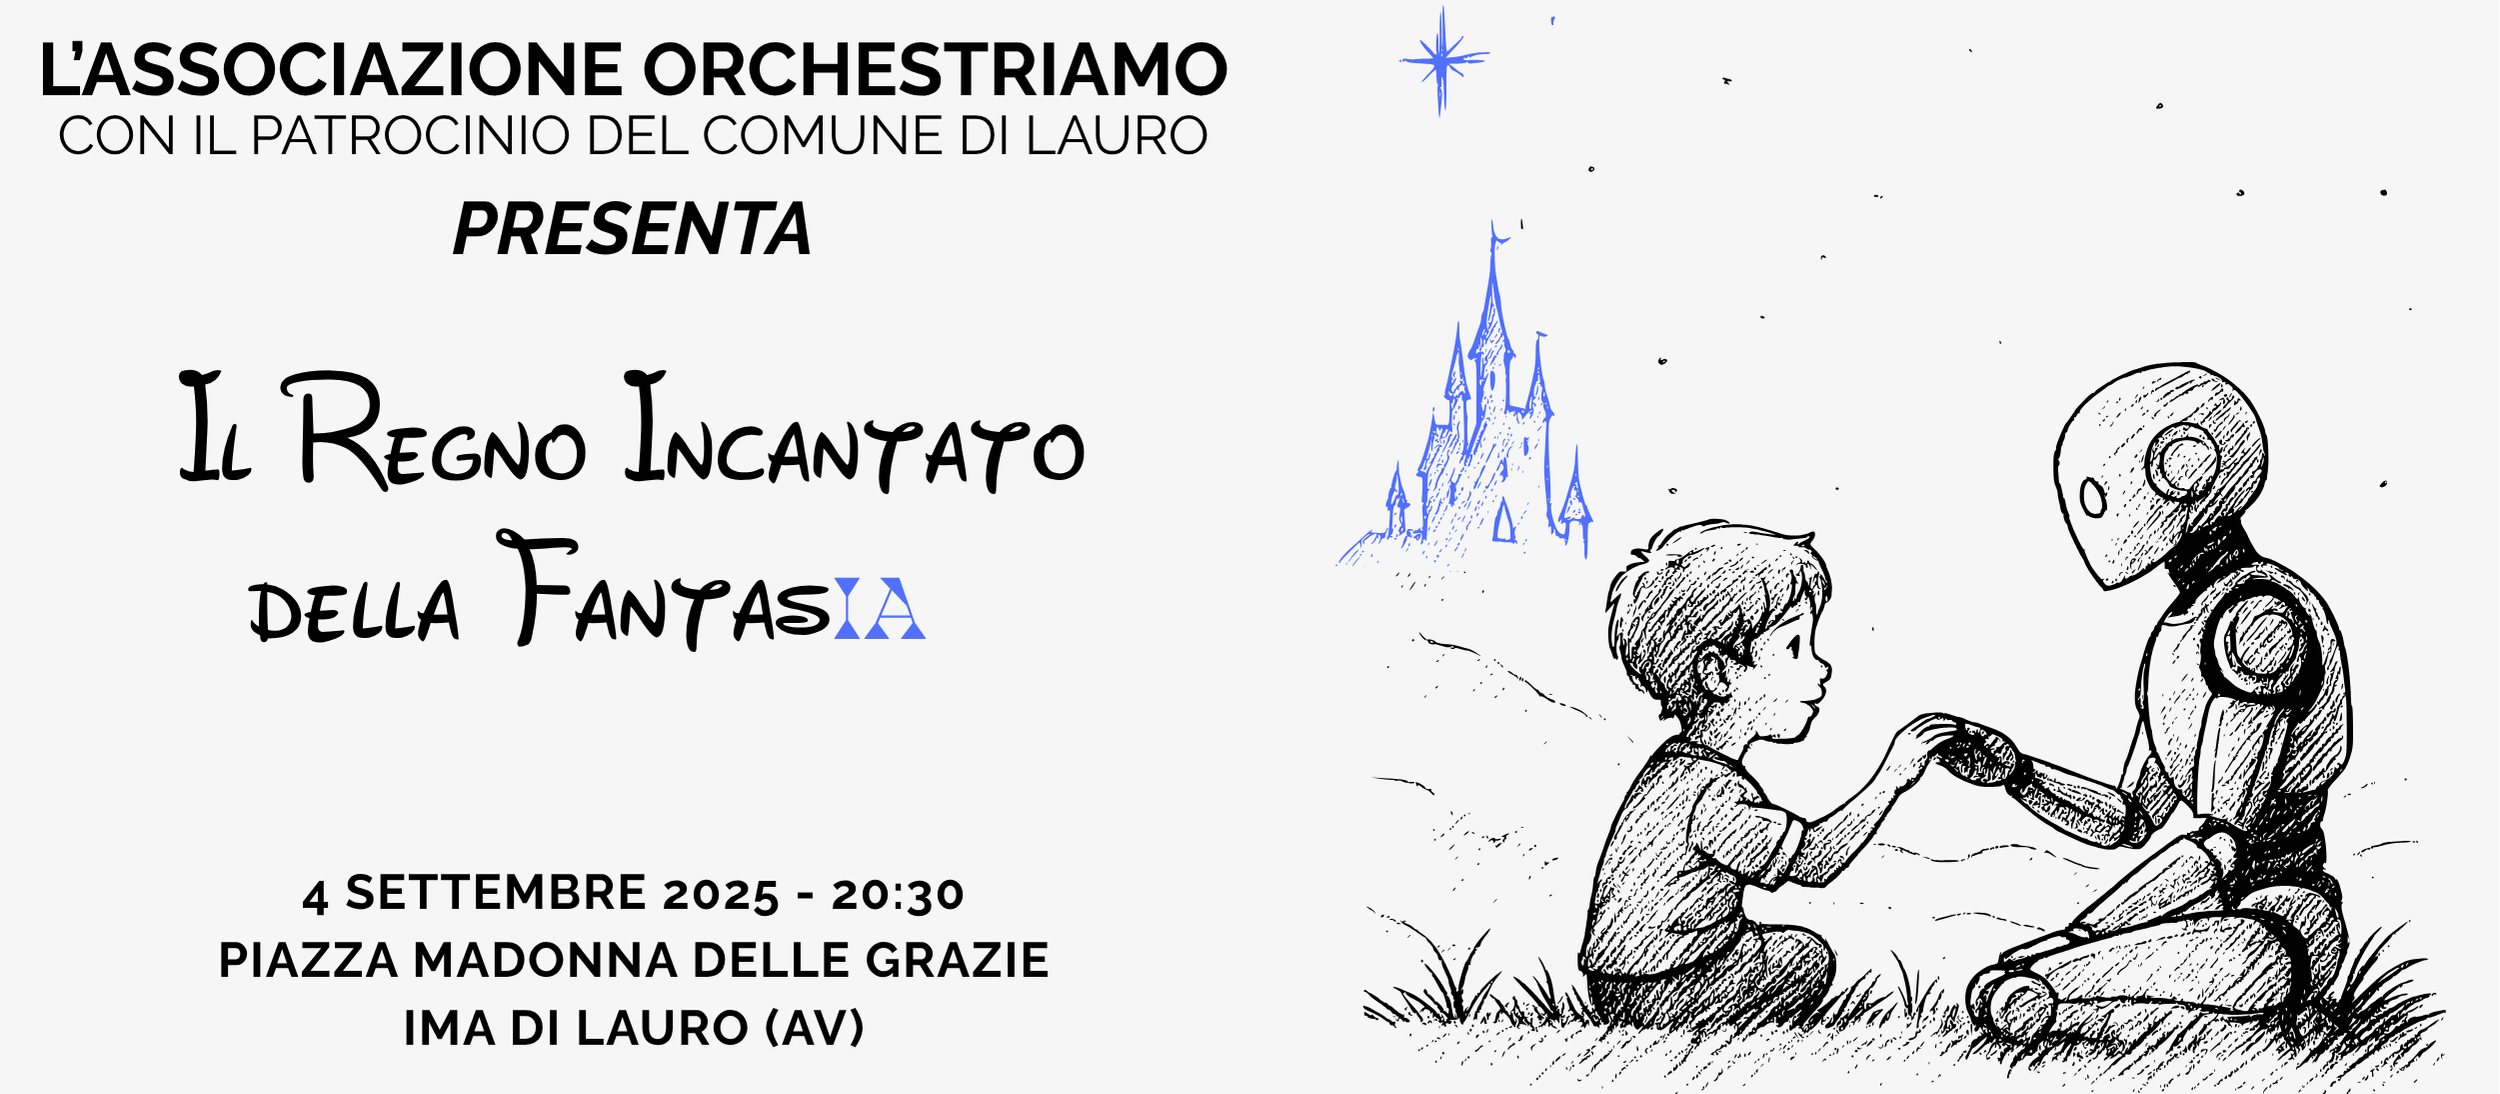 L'ASSOCIAZIONE ORCHESTRIAMO
CON IL PATROCINIO DEL COMUNE DI LAURO
PRESENTA
IL REGNO INCANTATO
DELLA FANTASIA
4 SETTEMBRE 2025 - 20:30
PIAZZA MADONNA DELLE GRAZIE
IMA DI LAURO (AV)